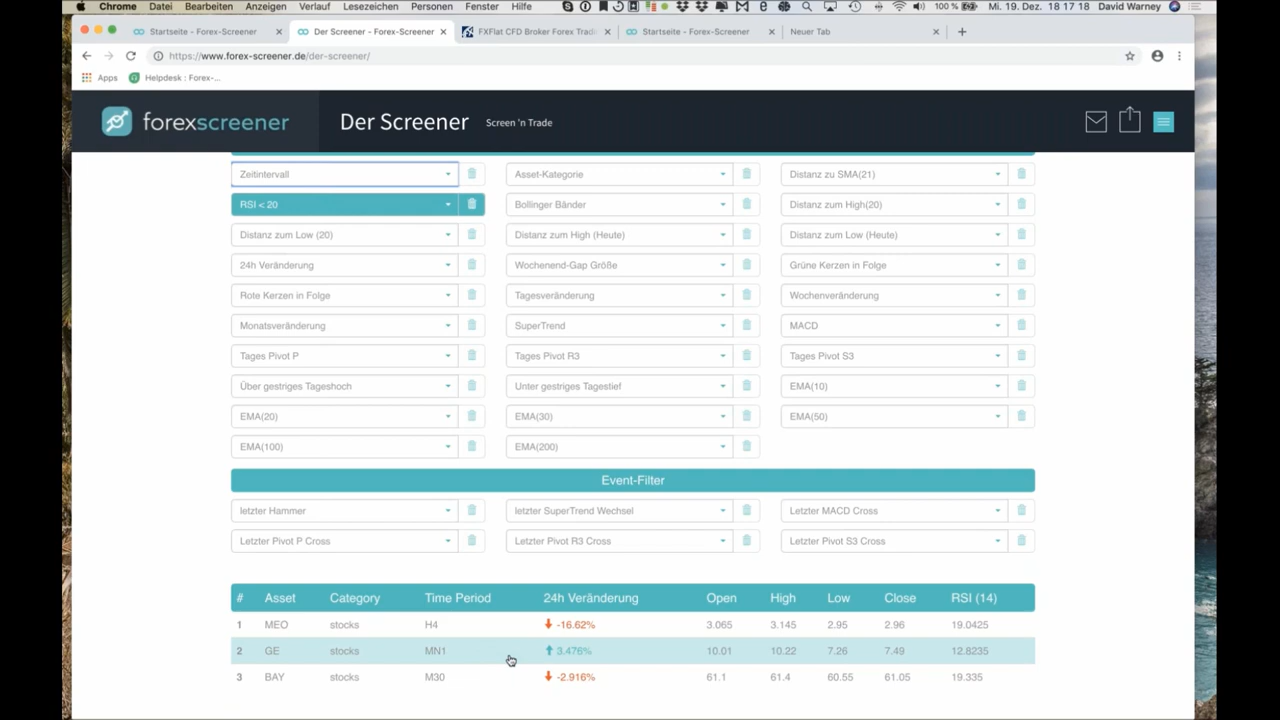 Chrome Datei Bearbeiten Anzeigen Verlauf Lesezeichen Personen Fenster Hilfe 100 % Mi. 19. Dez. 18 17 18 David Warney
Startseite - Forex-Screener Der Screener - Forex-Screener FXFlat CFD Broker Forex Trad Startseite - Forex-Screener Neuer Tab
https://www.forex-screener.de/der-screener/
Apps Helpdesk : Forex-...
forexscreener Der Screener Screen 'n Trade
Zeitintervall Asset-Kategorie Distanz zu SMA(21)
RSI < 20 Bollinger Bänder Distanz zum High(20)
Distanz zum Low (20) Distanz zum High (Heute) Distanz zum Low (Heute)
24h Veränderung Wochenend-Gap Größe Grüne Kerzen in Folge
Rote Kerzen in Folge Tagesveränderung Wochenveränderung
Monatsveränderung SuperTrend MACD
Tages Pivot P Tages Pivot R3 Tages Pivot S3
Über gestriges Tageshoch Unter gestriges Tagestief EMA(10)
EMA(20) EMA(30) EMA(50)
EMA(100) EMA(200)
Event-Filter
letzter Hammer letzter SuperTrend Wechsel Letzter MACD Cross
Letzter Pivot P Cross Letzter Pivot R3 Cross Letzter Pivot S3 Cross
# Asset Category Time Period 24h Veränderung Open High Low Close RSI (14)
1 MEO stocks H4 -16.62% 3.065 3.145 2.95 2.96 19.0425
2 GE stocks MN1 3.476% 10.01 10.22 7.26 7.49 12.8235
3 BAY stocks M30 -2.916% 61.1 61.4 60.55 61.05 19.335